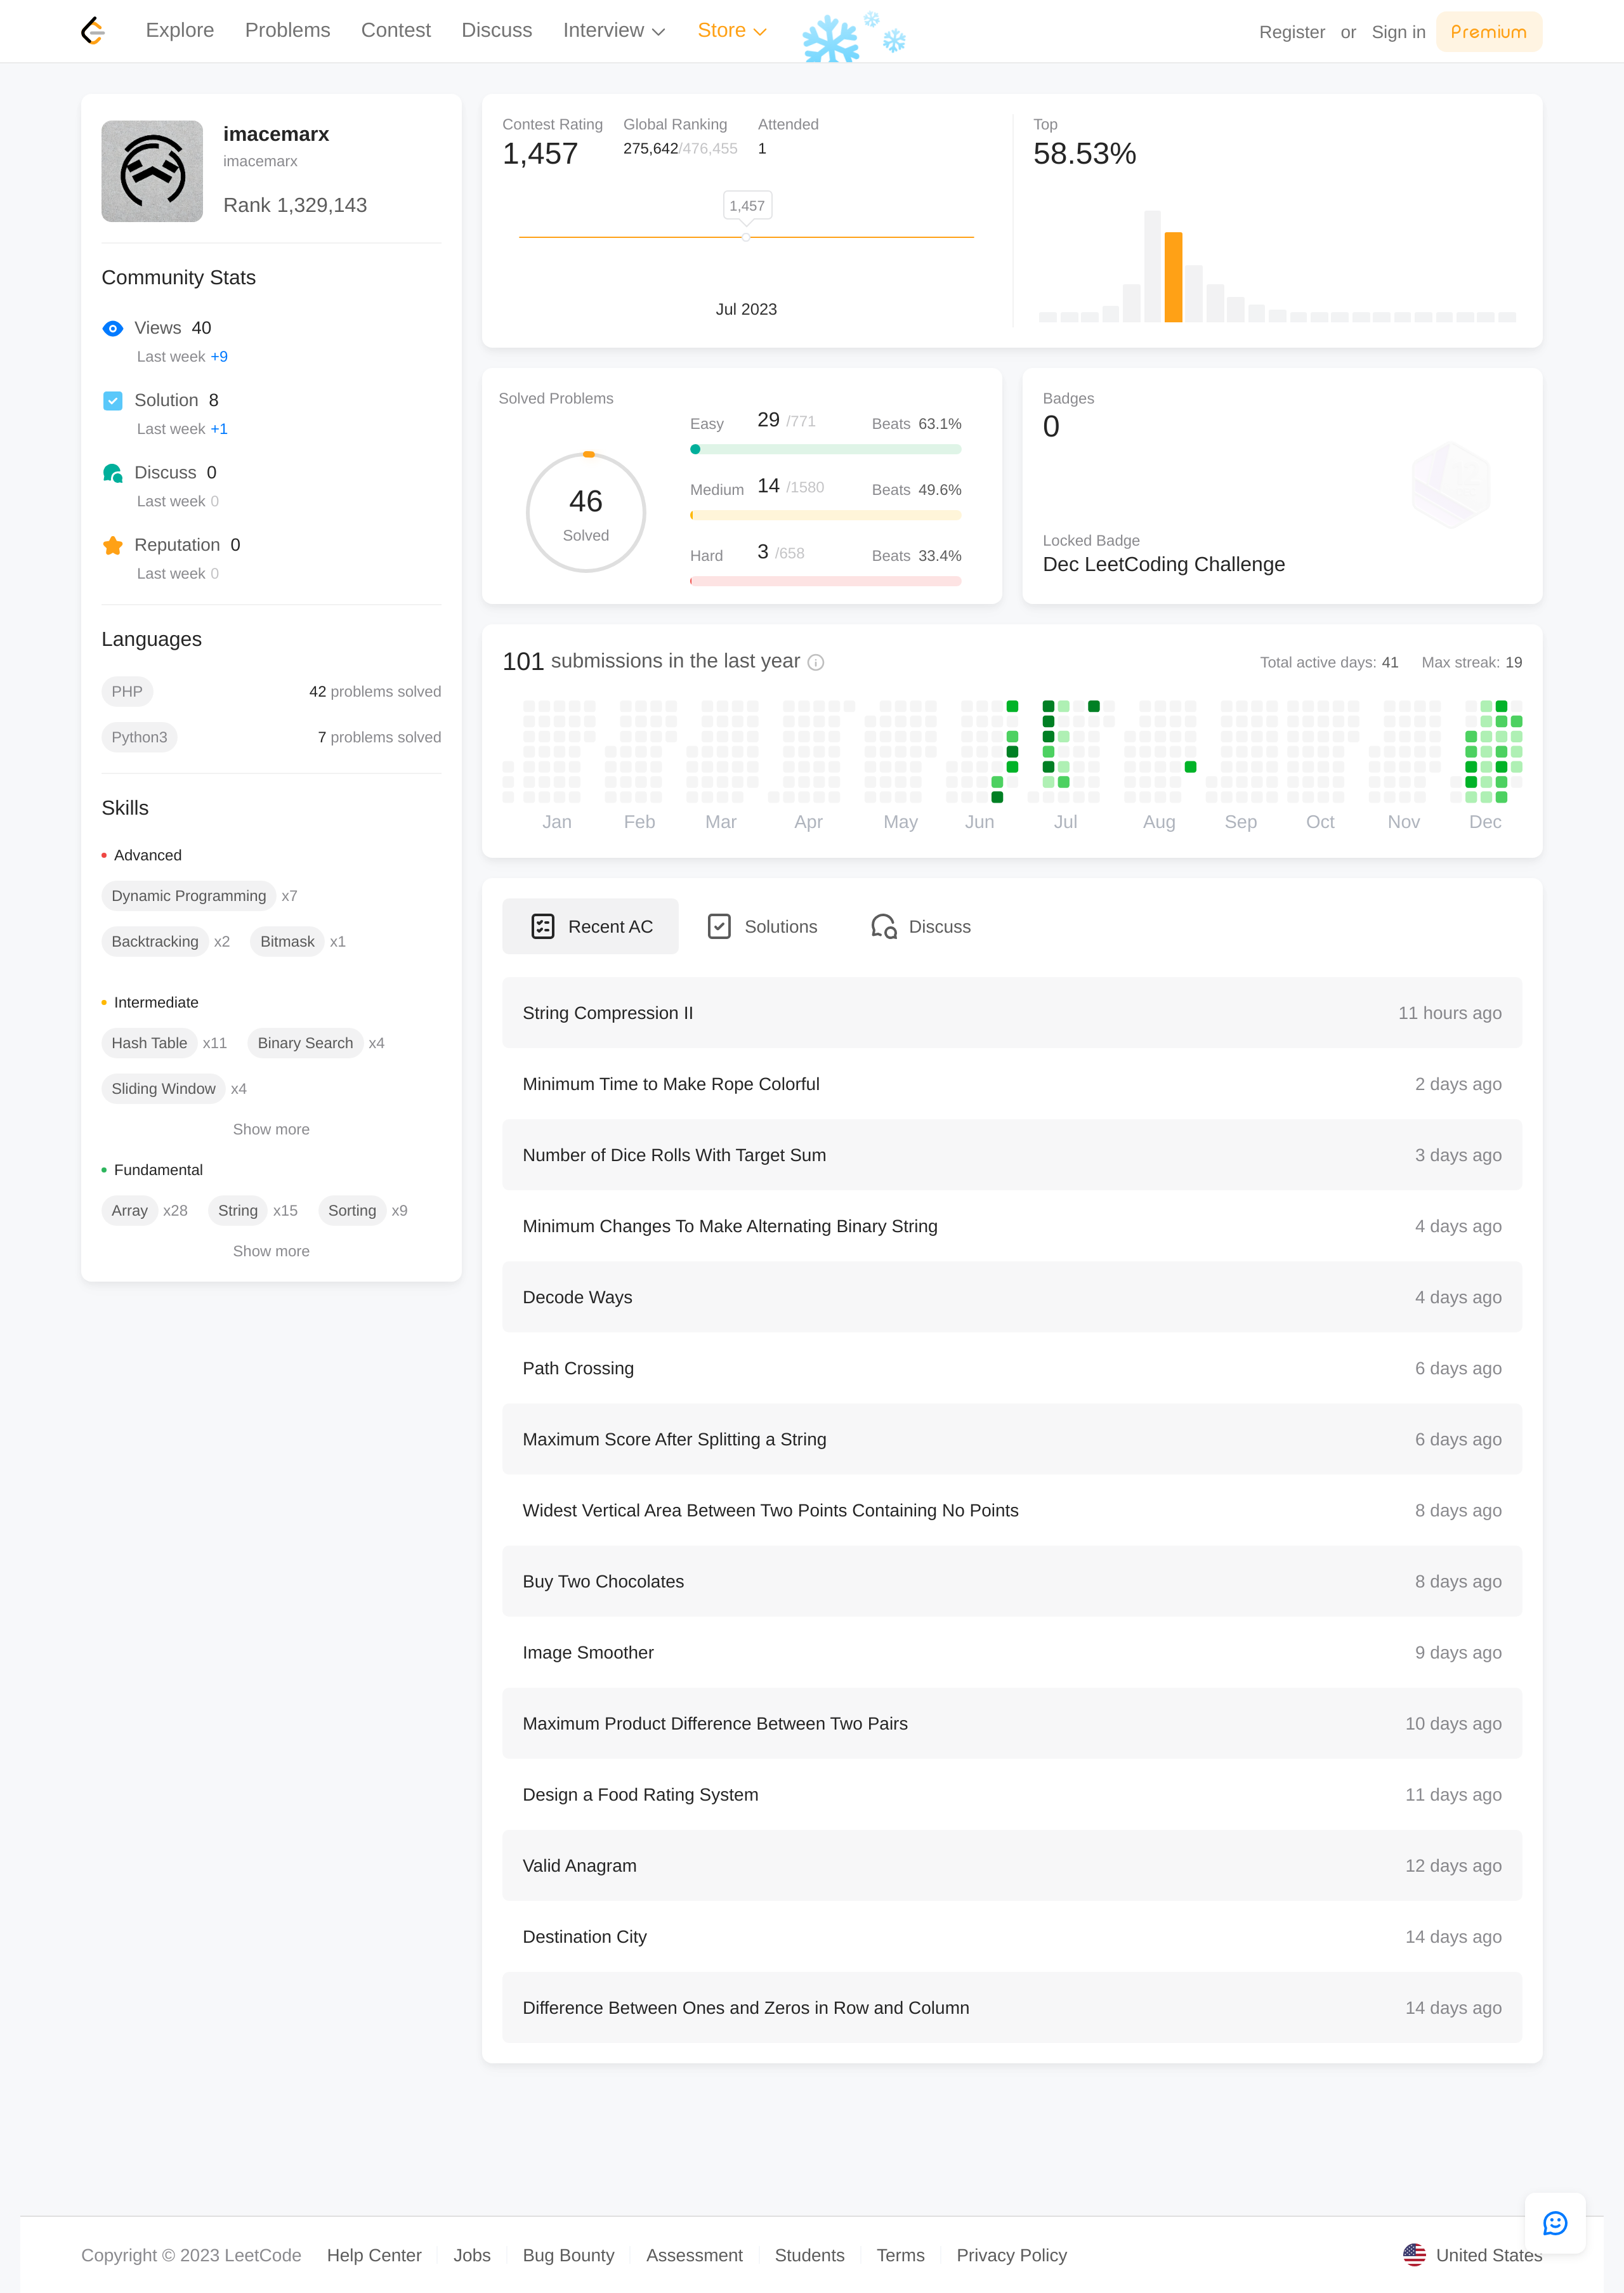 Explore Problems Contest Discuss Interview Store Register or Sign in Premium
imacemarx
imacemarx
Rank 1,329,143
Community Stats
Views 40
Last week +9
Solution 8
Last week +1
Discuss 0
Last week 0
Reputation 0
Last week 0
Languages
PHP 42 problems solved
Python3 7 problems solved
Skills
Advanced
Dynamic Programming x7
Backtracking x2 Bitmask x1
Intermediate
Hash Table x11 Binary Search x4
Sliding Window x4
Show more
Fundamental
Array x28 String x15 Sorting x9
Show more
Contest Rating Global Ranking Attended
1,457 275,642/476,455 1
1,457
Jul 2023
Top
58.53%
Solved Problems
46
Solved
Easy 29 /771 Beats 63.1%
Medium 14 /1580 Beats 49.6%
Hard 3 /658 Beats 33.4%
Badges
0
Locked Badge
Dec LeetCoding Challenge
101 submissions in the last year Total active days: 41 Max streak: 19
Jan Feb Mar Apr May Jun Jul Aug Sep Oct Nov Dec
Recent AC Solutions Discuss
String Compression II 11 hours ago
Minimum Time to Make Rope Colorful 2 days ago
Number of Dice Rolls With Target Sum 3 days ago
Minimum Changes To Make Alternating Binary String 4 days ago
Decode Ways 4 days ago
Path Crossing 6 days ago
Maximum Score After Splitting a String 6 days ago
Widest Vertical Area Between Two Points Containing No Points 8 days ago
Buy Two Chocolates 8 days ago
Image Smoother 9 days ago
Maximum Product Difference Between Two Pairs 10 days ago
Design a Food Rating System 11 days ago
Valid Anagram 12 days ago
Destination City 14 days ago
Difference Between Ones and Zeros in Row and Column 14 days ago
Copyright © 2023 LeetCode Help Center Jobs Bug Bounty Assessment Students Terms Privacy Policy United States